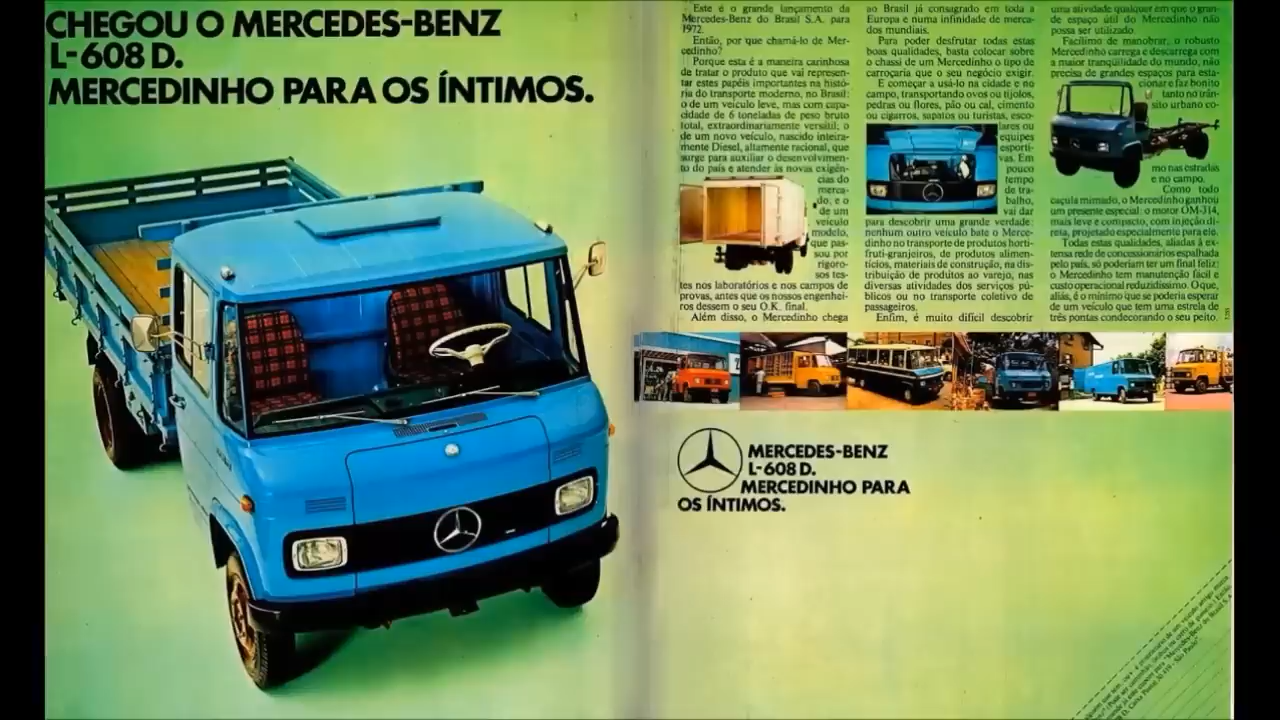 CHEGOU O MERCEDES-BENZ
L-608 D.
MERCEDINHO PARA OS ÍNTIMOS.
Este é o grande lançamento da
Mercedes-Benz do Brasil S.A. para
1972.
Então, por que chamá-lo de Mer-
cedinho?
Porque esta é a maneira carinhosa
de tratar o produto que vai represen-
tar estes papéis importantes na histó-
ria do transporte moderno, no Brasil:
o de um veículo leve, mas com capa-
cidade de 6 toneladas de peso bruto
total, extraordinariamente versátil; o
de um novo veículo, nascido inteira-
mente Diesel, altamente racional, que
surge para auxiliar o desenvolvimen-
to do país e atender às novas exigên-
cias do
merca-
do; e o
de um
veículo
modelo,
que pas-
sou por
rigoro-
sos tes-
tes nos laboratórios e nos campos de
provas, antes que os nossos engenhei-
ros dessem o seu O.K. final.
Além disso, o Mercedinho chega
ao Brasil já consagrado em toda a
Europa e numa infinidade de merca-
dos mundiais.
Para poder desfrutar todas estas
boas qualidades, basta colocar sobre
o chassi de um Mercedinho o tipo de
carroçaria que o seu negócio exigir.
E começar a usá-lo na cidade e no
campo, transportando ovos ou tijolos,
pedras ou flores, pão ou cal, cimento
ou cigarros, sapatos ou turistas, esco-
lares ou
equipes
esporti-
vas. Em
pouco
tempo
de tra-
balho,
vai dar
para descobrir uma grande verdade:
nenhum outro veículo bate o Merce-
dinho no transporte de produtos horti-
fruti-granjeiros, de produtos alimen-
tícios, materiais de construção, na dis-
tribuição de produtos ao varejo, nas
diversas atividades dos serviços pú-
blicos ou no transporte coletivo de
passageiros.
Enfim, é muito difícil descobrir
uma atividade qualquer em que o gran-
de espaço útil do Mercedinho não
possa ser utilizado.
Facílimo de manobrar, o robusto
Mercedinho carrega e descarrega com
a maior tranqüilidade do mundo, não
precisa de grandes espaços para esta-
cionar e faz bonito
tanto no trân-
sito urbano co-
mo nas estradas
e no campo.
Como todo
caçula mimado, o Mercedinho ganhou
um presente especial: o motor OM-314,
mais leve e compacto, com injeção di-
reta, projetado especialmente para ele.
Todas estas qualidades, aliadas à ex-
tensa rede de concessionários espalhada
pelo país, só poderiam ter um final feliz:
o Mercedinho tem manutenção fácil e
custo operacional reduzidíssimo. O que,
aliás, é o mínimo que se poderia esperar
de um veículo que tem uma estrela de
três pontas condecorando o seu peito.
MERCEDES-BENZ
L-608 D.
MERCEDINHO PARA
OS ÍNTIMOS.